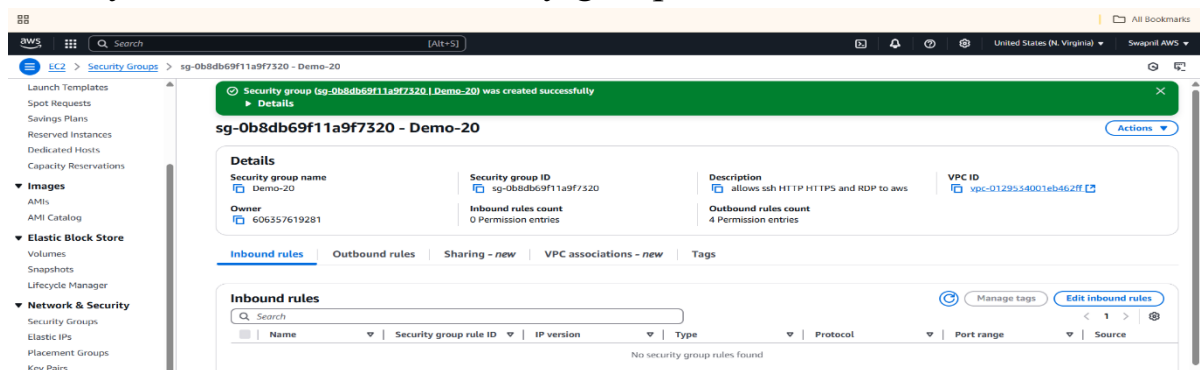 All Bookmarks
aws Search [Alt+S] United States (N. Virginia) Swapnil AWS
EC2 > Security Groups > sg-0b8db69f11a9f7320 - Demo-20
Launch Templates
Spot Requests
Savings Plans
Reserved Instances
Dedicated Hosts
Capacity Reservations
Images
AMIs
AMI Catalog
Elastic Block Store
Volumes
Snapshots
Lifecycle Manager
Network & Security
Security Groups
Elastic IPs
Placement Groups
Key Pairs
Security group (sg-0b8db69f11a9f7320 | Demo-20) was created successfully
Details
sg-0b8db69f11a9f7320 - Demo-20 Actions
Details
Security group name Security group ID Description VPC ID
Demo-20 sg-0b8db69f11a9f7320 allows ssh HTTP HTTPS and RDP to aws vpc-0129534001eb462ff
Owner Inbound rules count Outbound rules count
606357619281 0 Permission entries 4 Permission entries
Inbound rules Outbound rules Sharing - new VPC associations - new Tags
Inbound rules Manage tags Edit inbound rules
Search < 1 >
Name Security group rule ID IP version Type Protocol Port range Source
No security group rules found